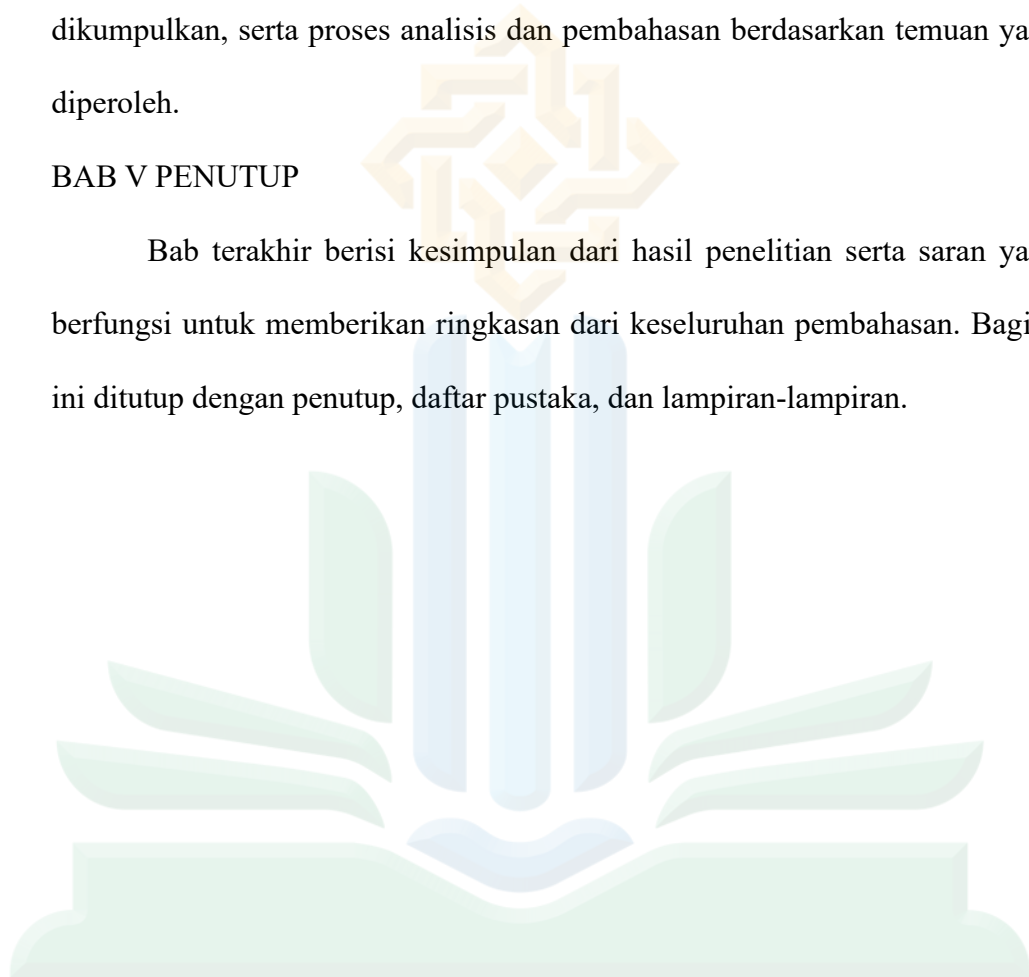 dikumpulkan, serta proses analisis dan pembahasan berdasarkan temuan ya
diperoleh.
BAB V PENUTUP
Bab terakhir berisi kesimpulan dari hasil penelitian serta saran ya
berfungsi untuk memberikan ringkasan dari keseluruhan pembahasan. Bagi
ini ditutup dengan penutup, daftar pustaka, dan lampiran-lampiran.